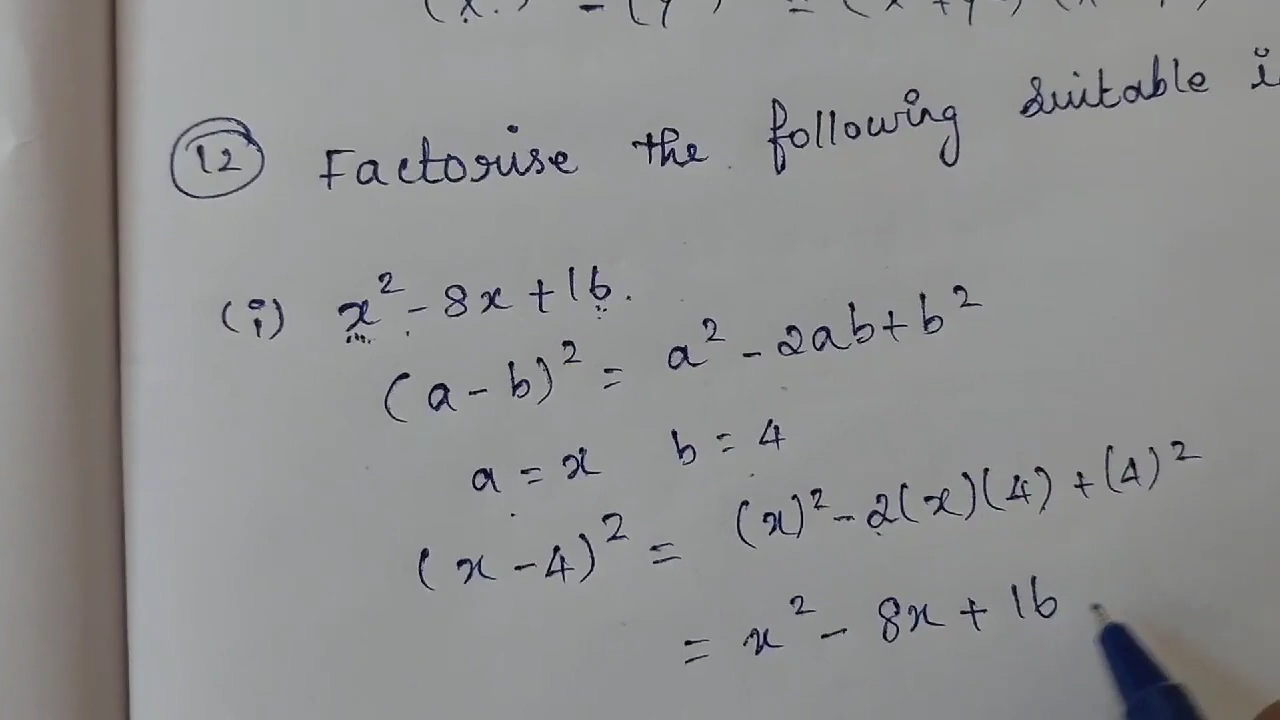 12 Factorise the following suitable
(i) x² - 8x + 16.
(a - b)² = a² - 2ab + b²
a = x b = 4
(x - 4)² = (x)² - 2(x)(4) + (4)²
= x² - 8x + 16